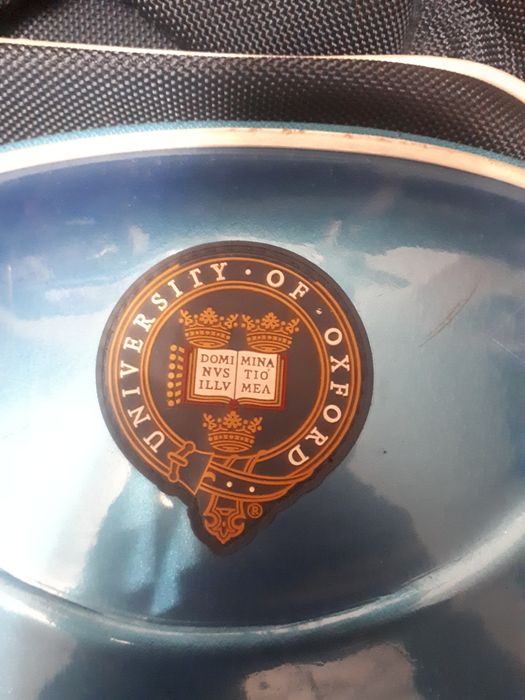 UNIVERSITY · OF · OXFORD
DOMI
NVS
ILLV
MINA
TIO
MEA
®